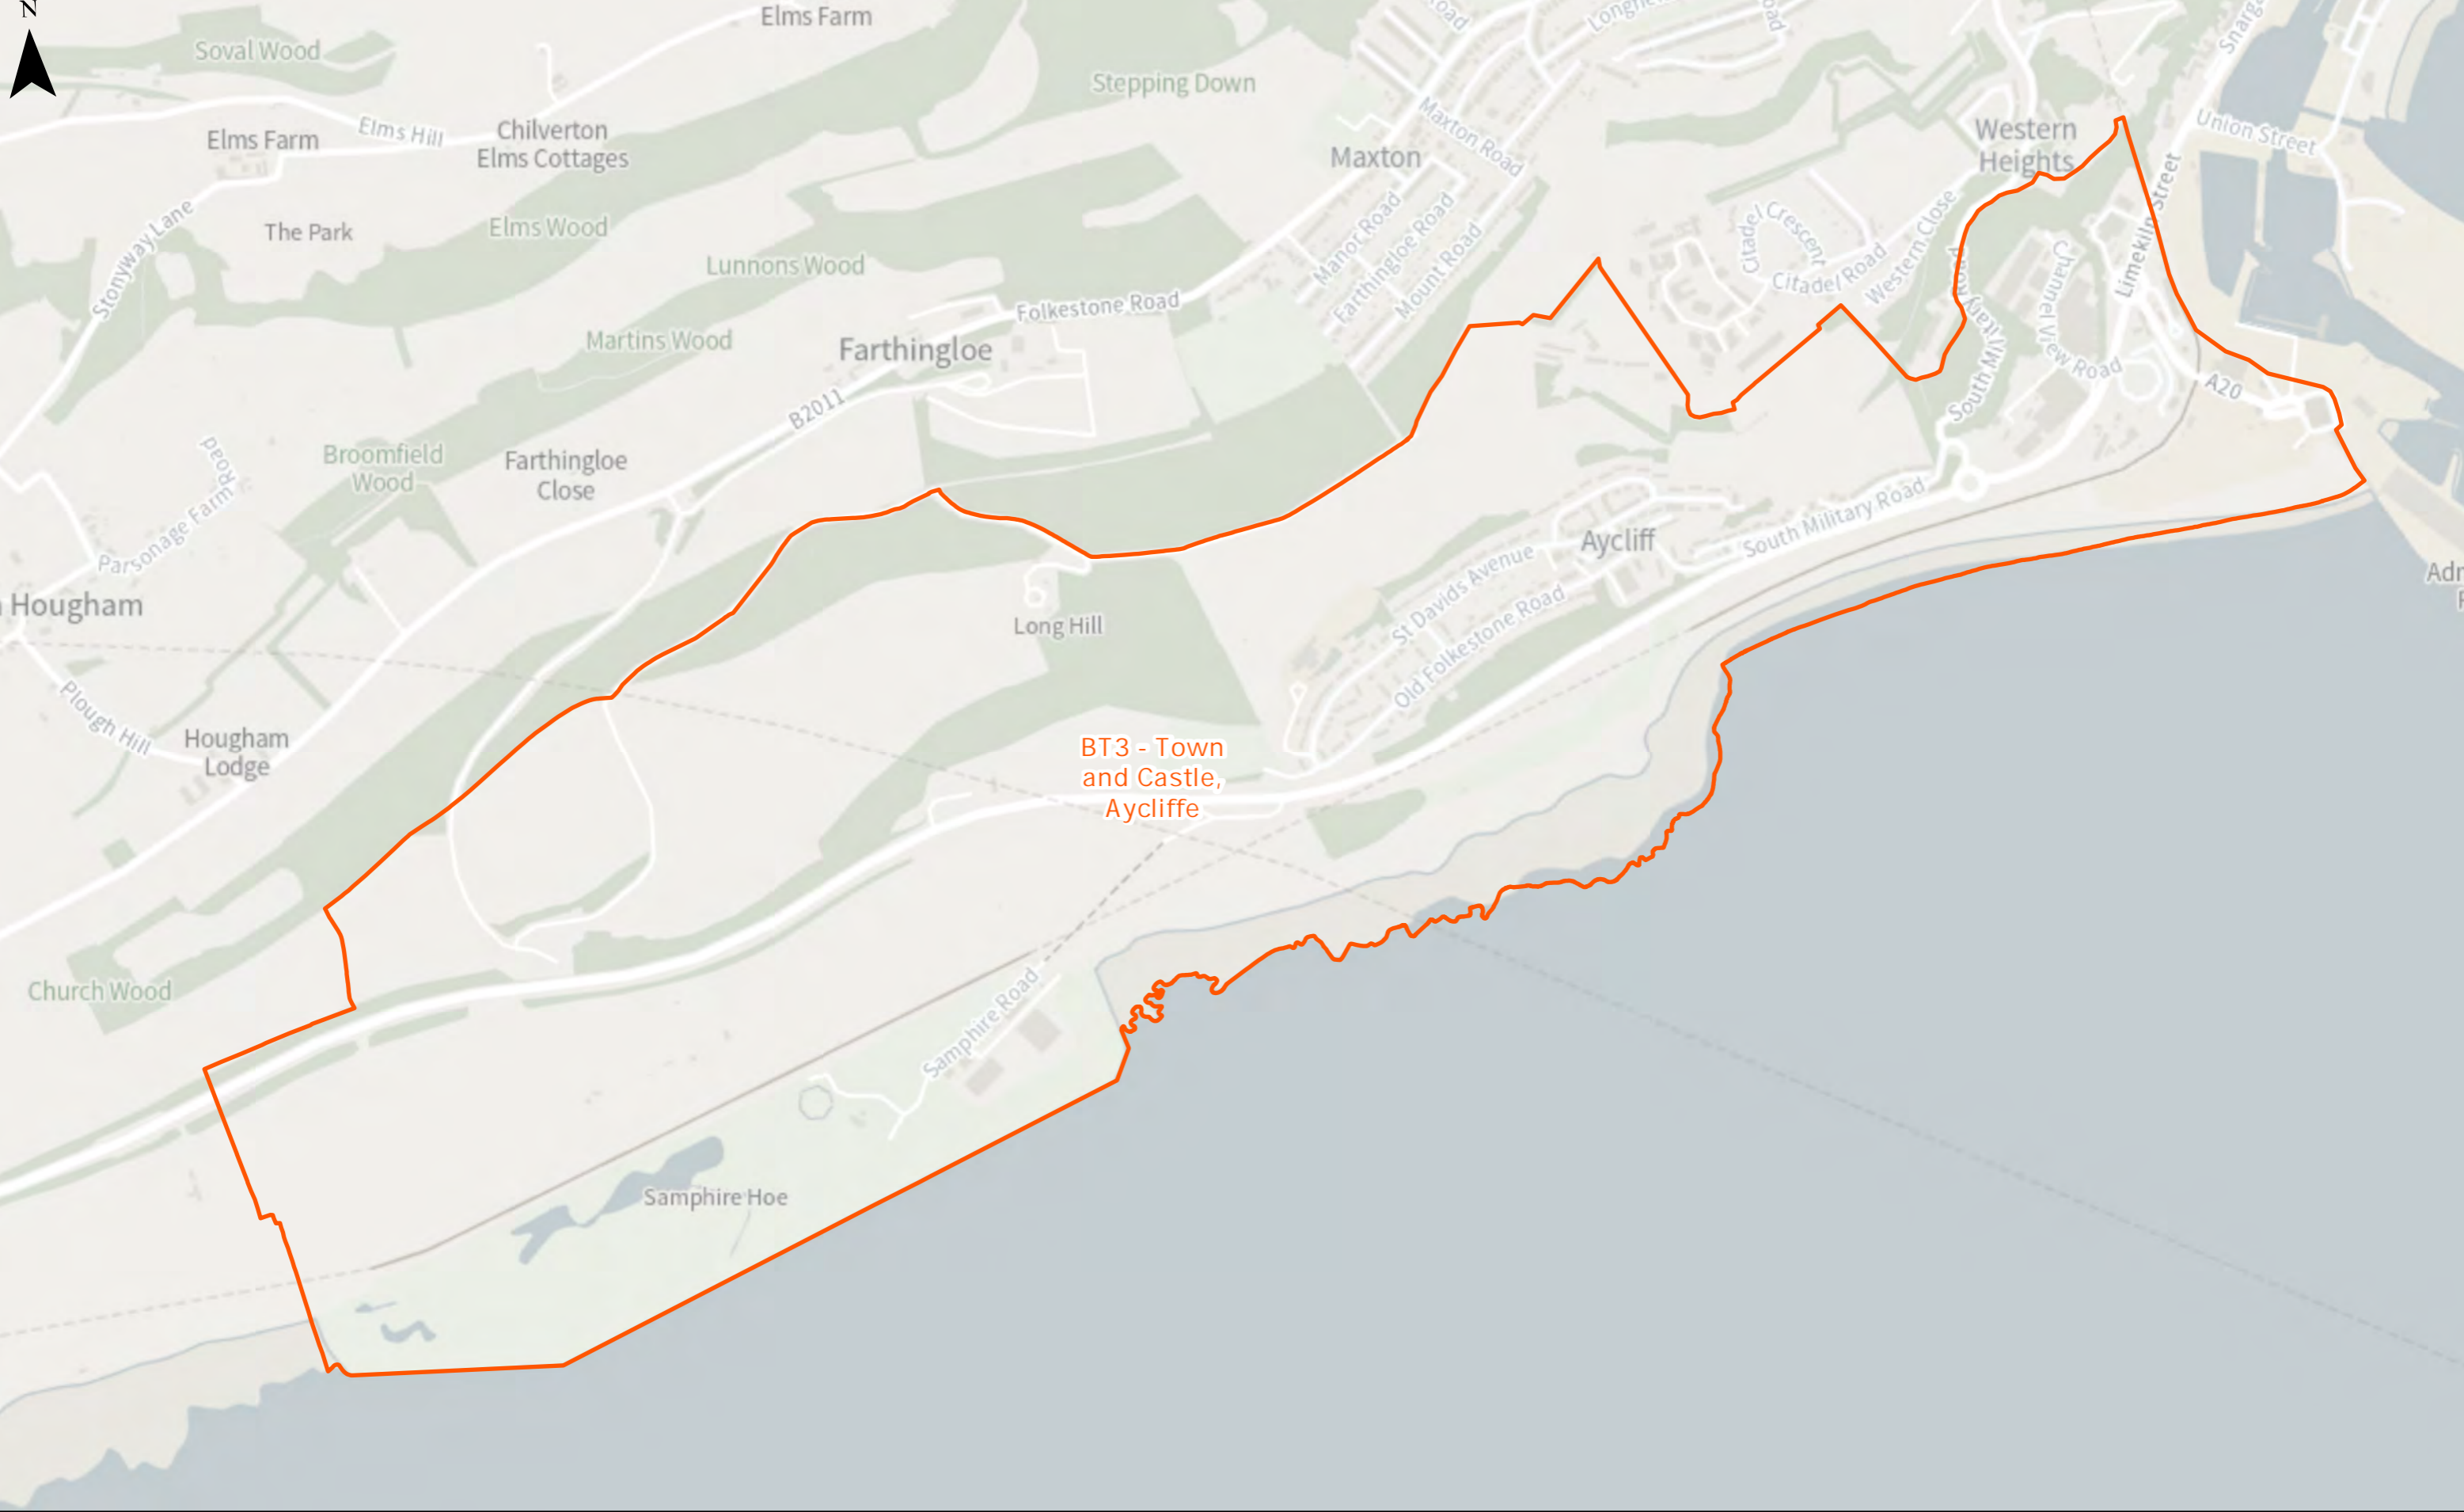 N
Elms Farm
Soval Wood
Road
Stepping Down
Elms Farm
Elms Hill
Chilverton
Elms Cottages
Maxton
Maxton Road
Western
Heights
Union Street
Limekiln Street
Stonyway Lane
The Park
Elms Wood
Lunnons Wood
Manor Road
Farthingloe Road
Mount Road
Citadel Crescent
Citadel Road
Western Close
Channel View Road
South Military Road
Folkestone Road
Martins Wood
Farthingloe
B2011
A20
Broomfield
Wood
Farthingloe
Close
Parsonage Farm Road
Hougham
Aycliff
South Military Road
St Davids Avenue
Old Folkestone Road
Long Hill
Plough Hill
Hougham
Lodge
BT3 - Town
and Castle,
Aycliffe
Church Wood
Samphire Road
Samphire Hoe